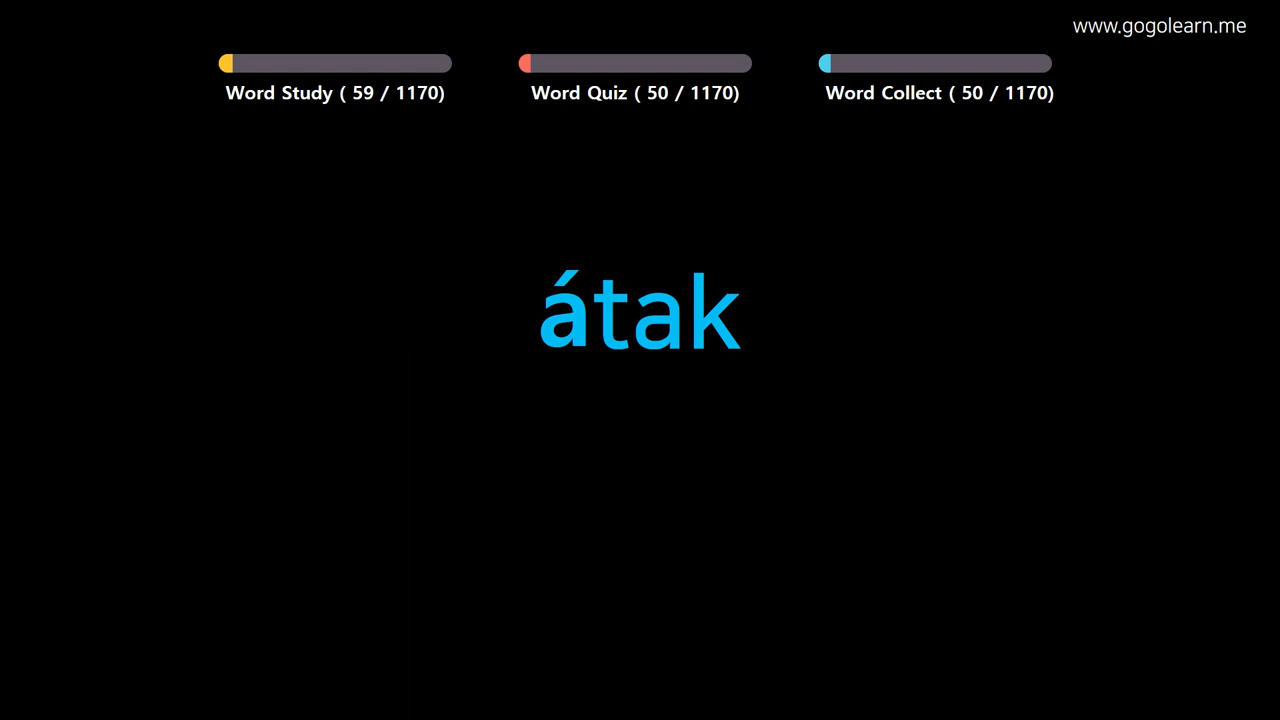 www.gogolearn.me
Word Study ( 59 / 1170)
Word Quiz ( 50 / 1170)
Word Collect ( 50 / 1170)
átak